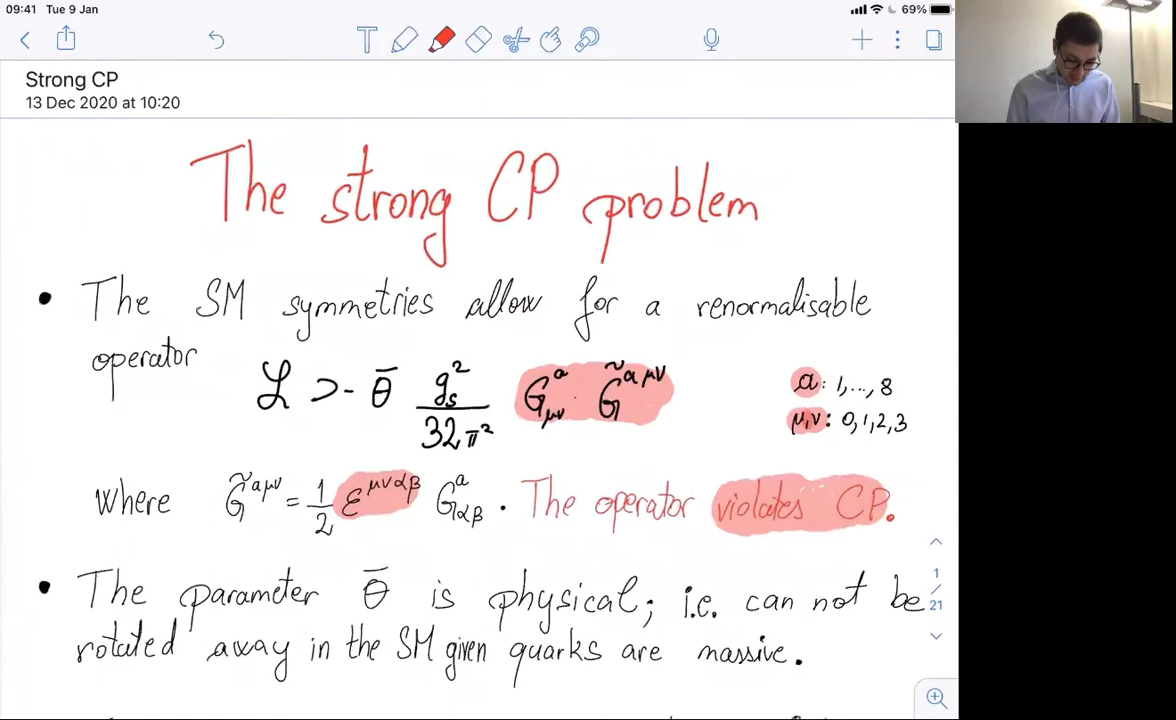 09:41 Tue 9 Jan 69%
Strong CP
13 Dec 2020 at 10:20
The strong CP problem
• The SM symmetries allow for a renormalisable
operator
ℒ ⊃ - θ̄ g_s²/32π² G^a_μν · G̃^aμν
a: 1,..., 8
μ,ν: 0,1,2,3
where G̃^aμν = 1/2 ε^μναβ G^a_αβ. The operator violates CP.
• The parameter θ̄ is physical; i.e. can not be
rotated away in the SM given quarks are massive.
1/21